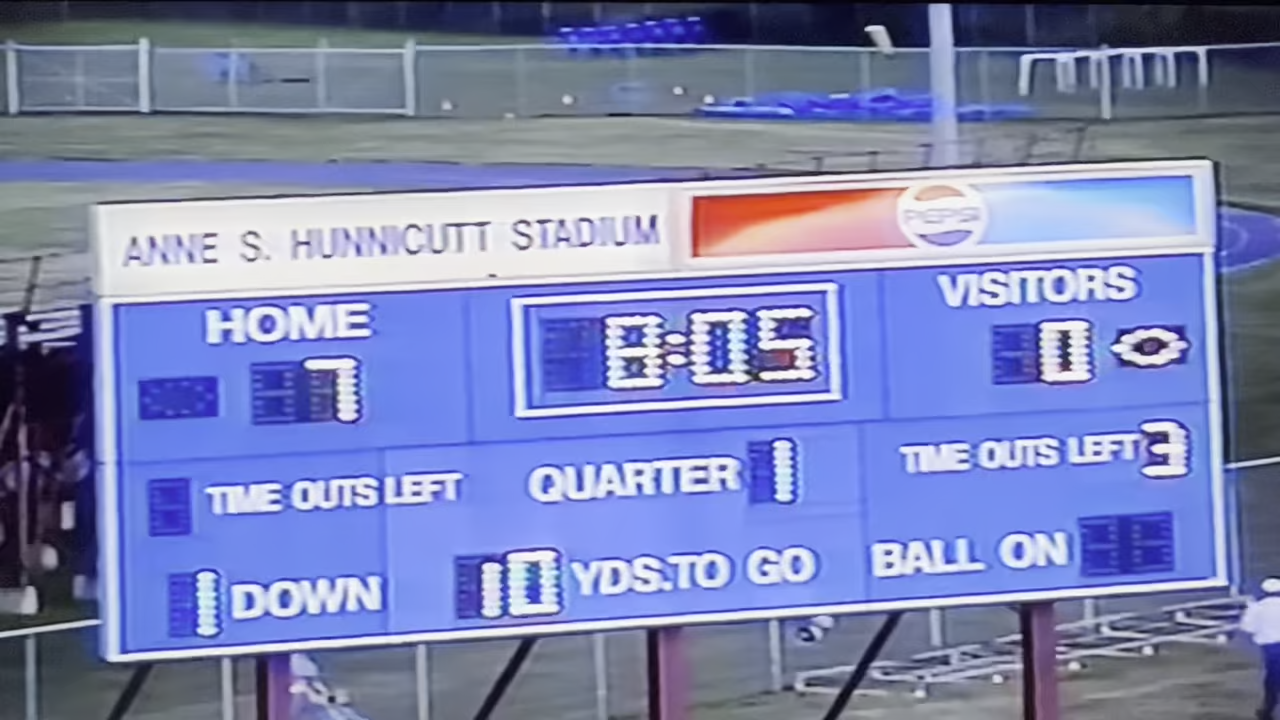 ANNE S. HUNNICUTT STADIUM
PEPSI
HOME
8:05
VISITORS
7
0
TIME OUTS LEFT
QUARTER 1
TIME OUTS LEFT 3
1 DOWN
10 YDS.TO GO
BALL ON